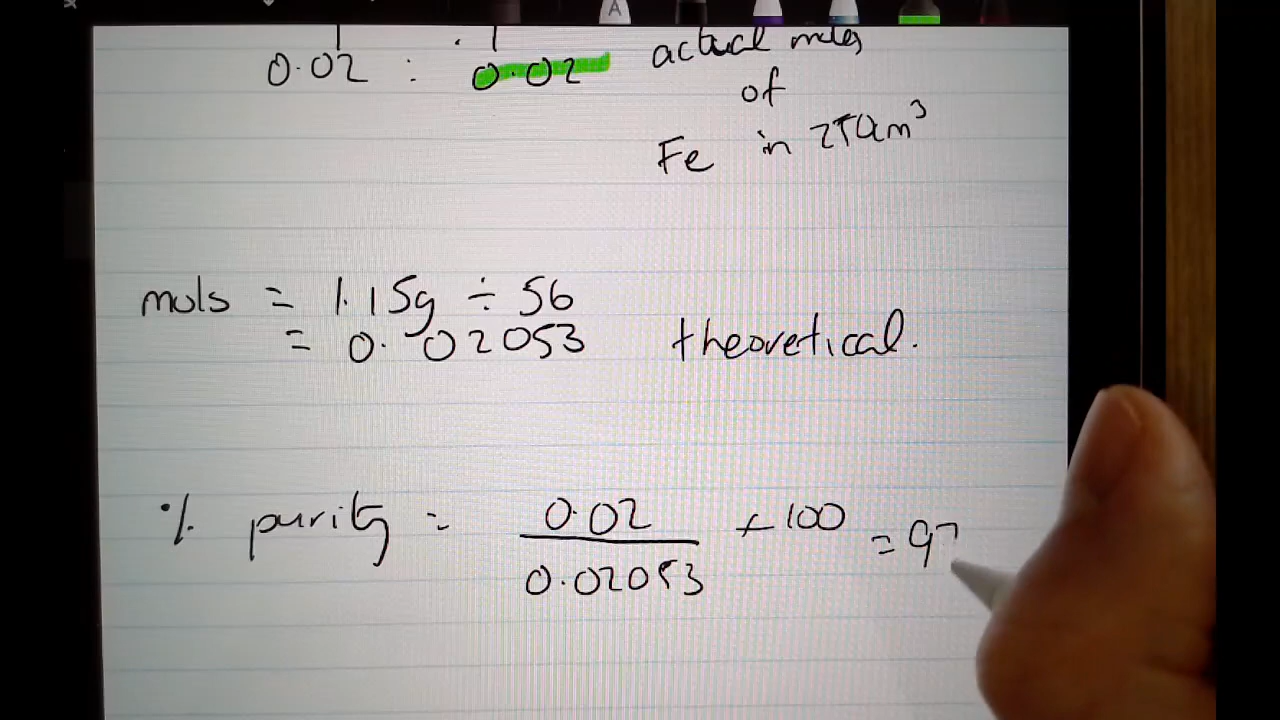 A
0.02 : 0.02 actual moles
of
Fe in 250cm³
mols = 1.15g ÷ 56
= 0.02053 theoretical.
% purity = 0.02 / 0.02053 × 100 = 97